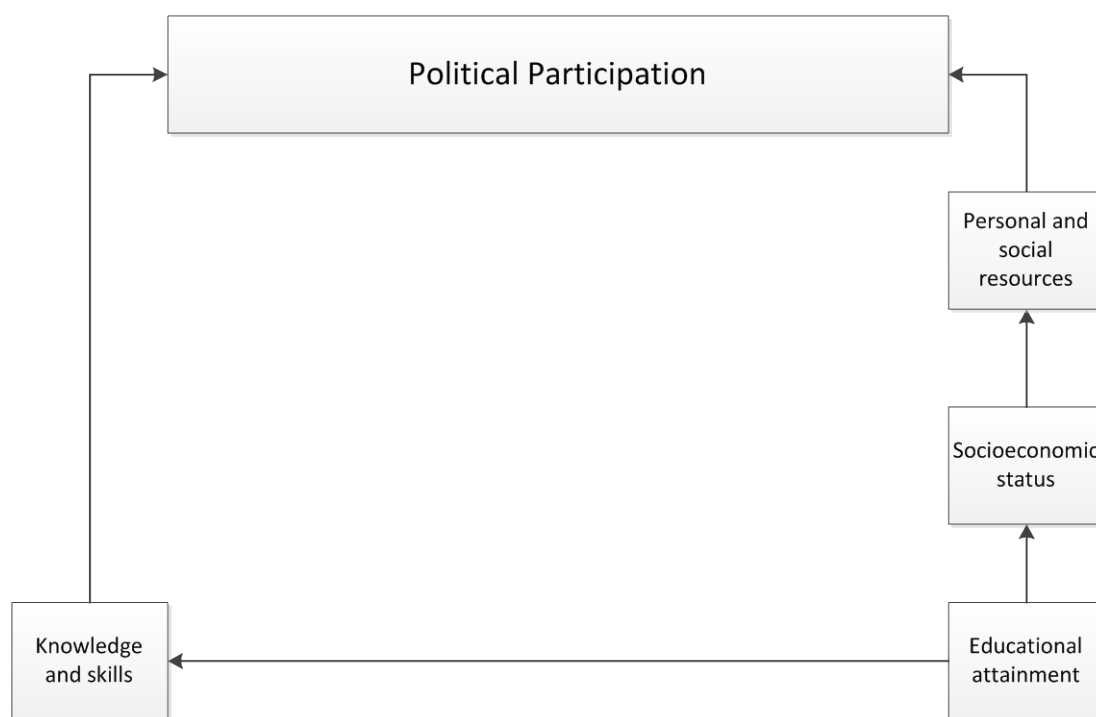 Political Participation
Personal and
social
resources
Socioeconomic
status
Knowledge
and skills
Educational
attainment